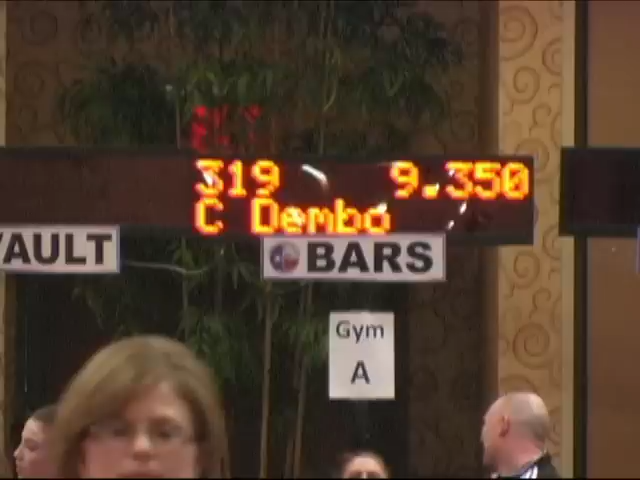 319 9.350
C Dembo
VAULT
BARS
Gym
A